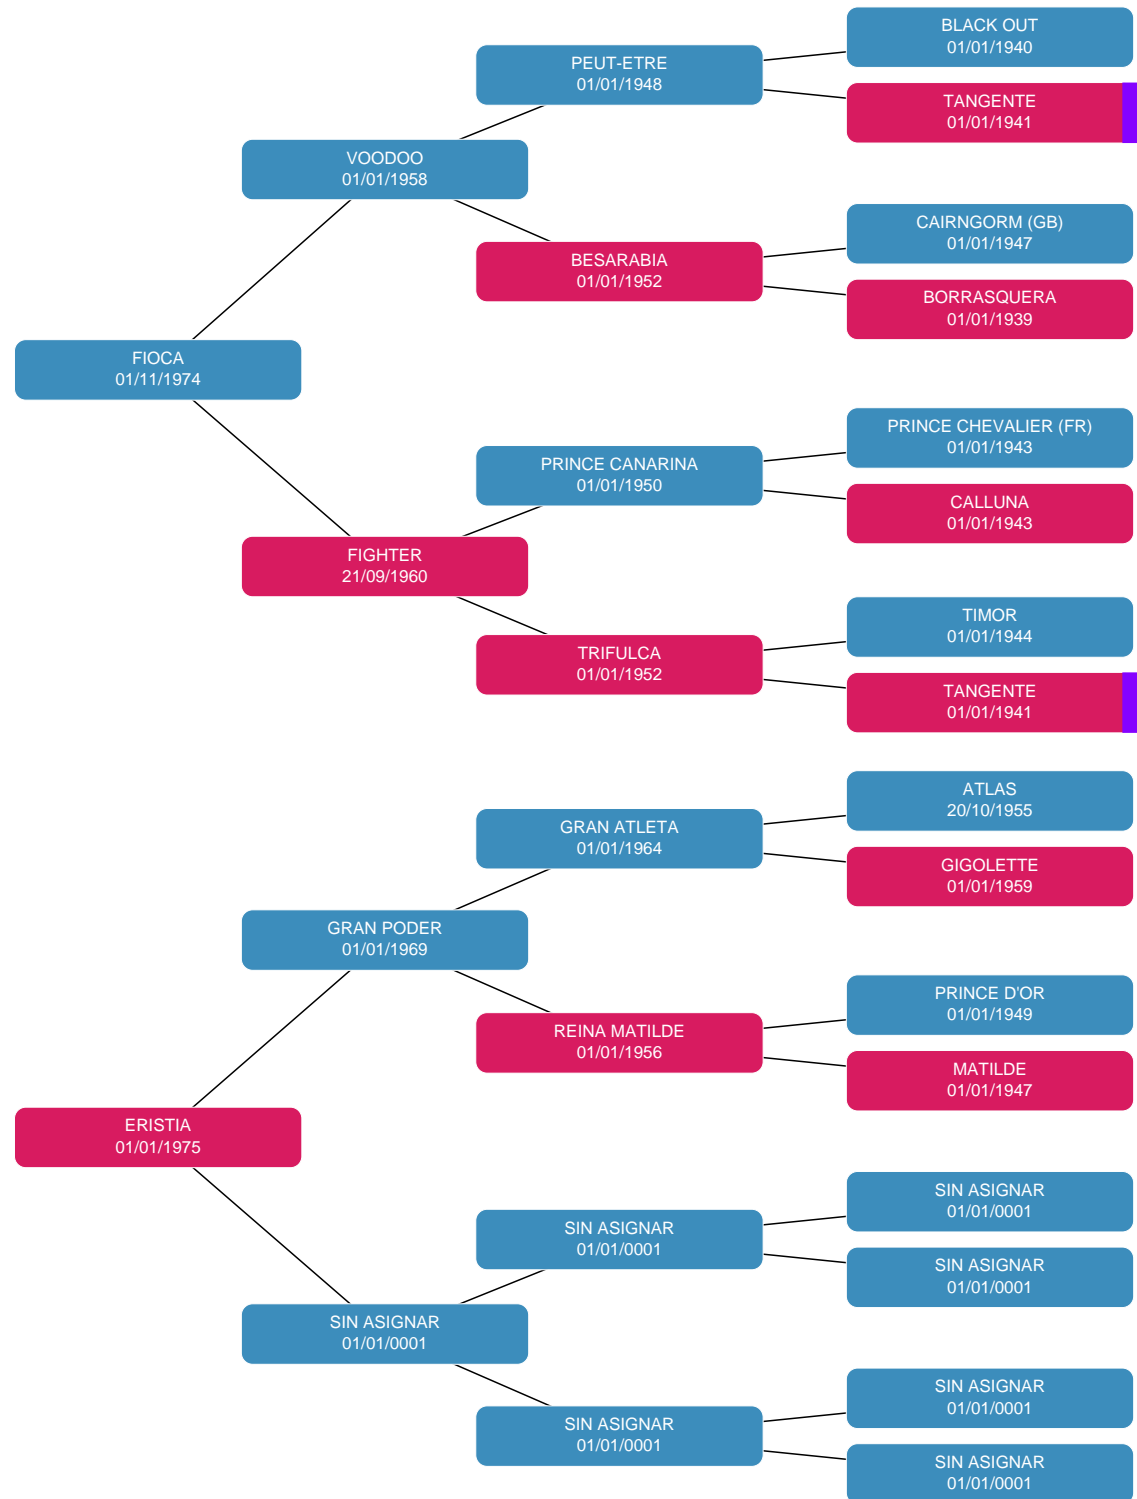 BLACK OUT
01/01/1940
PEUT-ETRE
01/01/1948
TANGENTE
01/01/1941
VOODOO
01/01/1958
CAIRNGORM (GB)
01/01/1947
BESARABIA
01/01/1952
BORRASQUERA
01/01/1939
FIOCA
01/11/1974
PRINCE CHEVALIER (FR)
01/01/1943
PRINCE CANARINA
01/01/1950
CALLUNA
01/01/1943
FIGHTER
21/09/1960
TIMOR
01/01/1944
TRIFULCA
01/01/1952
TANGENTE
01/01/1941
ATLAS
20/10/1955
GRAN ATLETA
01/01/1964
GIGOLETTE
01/01/1959
GRAN PODER
01/01/1969
PRINCE D'OR
01/01/1949
REINA MATILDE
01/01/1956
MATILDE
01/01/1947
ERISTIA
01/01/1975
SIN ASIGNAR
01/01/0001
SIN ASIGNAR
01/01/0001
SIN ASIGNAR
01/01/0001
SIN ASIGNAR
01/01/0001
SIN ASIGNAR
01/01/0001
SIN ASIGNAR
01/01/0001
SIN ASIGNAR
01/01/0001